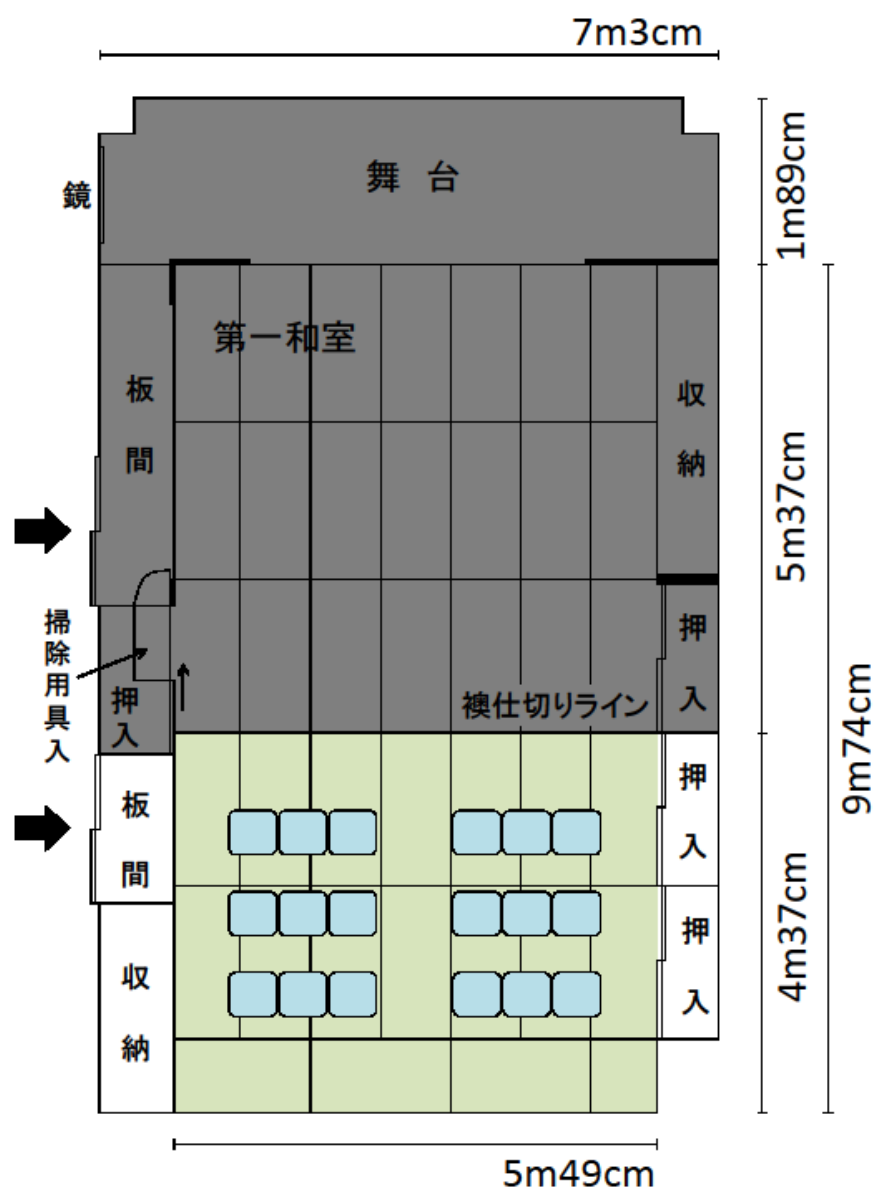 7m3cm
舞 台
鏡
1m89cm
第一和室
板間
収納
5m37cm
掃除用具入
押入
押入
襖仕切りライン
9m74cm
板間
押入
押入
4m37cm
収納
5m49cm